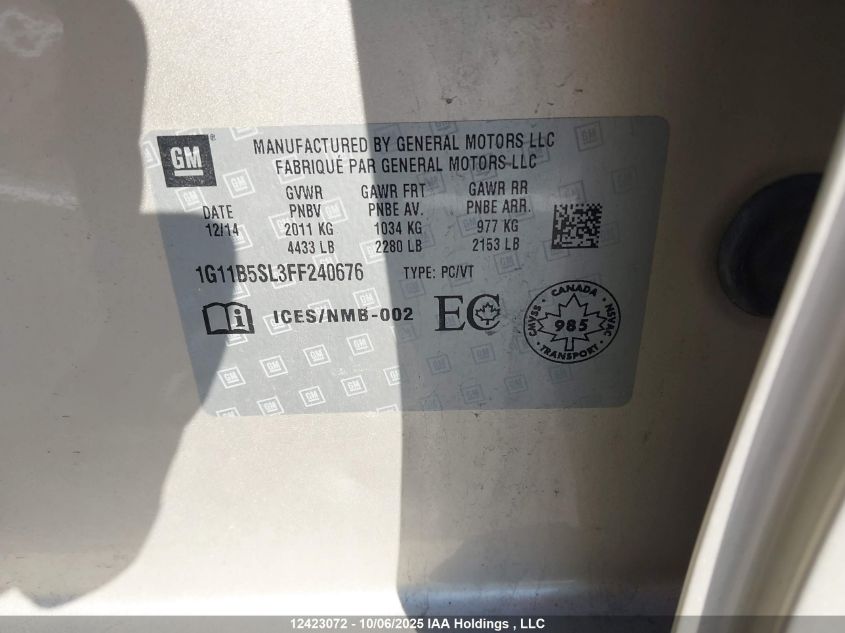 GM ®
MANUFACTURED BY GENERAL MOTORS LLC
FABRIQUÉ PAR GENERAL MOTORS LLC
GVWR GAWR FRT GAWR RR
DATE PNBV PNBE AV. PNBE ARR.
12/14 2011 KG 1034 KG 977 KG
4433 LB 2280 LB 2153 LB
1G11B5SL3FF240676 TYPE: PC/VT
i ICES/NMB-002 EC
CANADA
CMVSS 985 NSVAC
TRANSPORT
12423072 - 10/06/2025 IAA Holdings , LLC